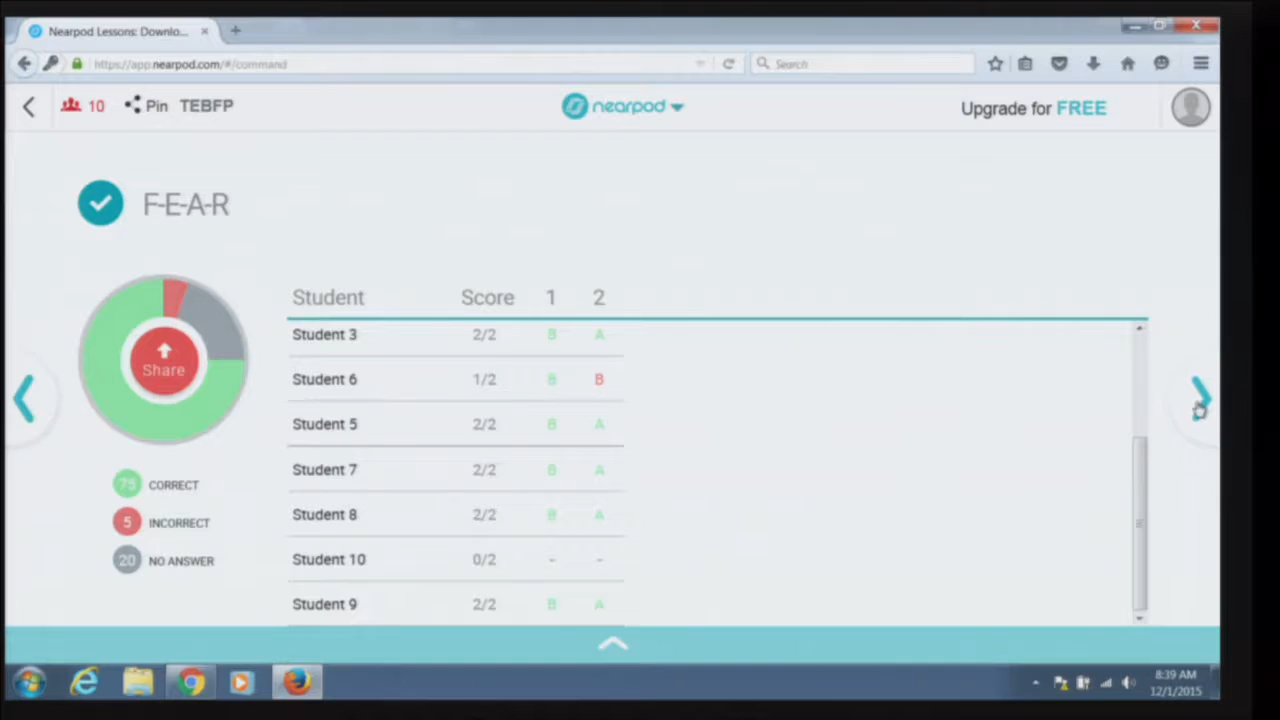 Nearpod Lessons: Downlo...
https://app.nearpod.com/#/command
Search
10 Pin TEBFP
nearpod
Upgrade for FREE
F-E-A-R
Share
75 CORRECT
5 INCORRECT
20 NO ANSWER
Student Score 1 2
Student 3 2/2 B A
Student 6 1/2 B B
Student 5 2/2 B A
Student 7 2/2 B A
Student 8 2/2 B A
Student 10 0/2 - -
Student 9 2/2 B A
8:39 AM
12/1/2015